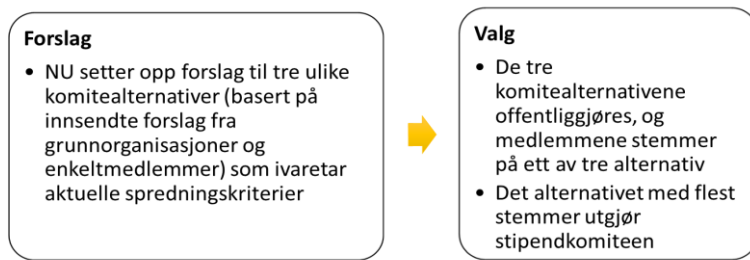 Forslag
• NU setter opp forslag til tre ulike
komitealternativer (basert på
innsendte forslag fra
grunnorganisasjoner og
enkeltmedlemmer) som ivaretar
aktuelle spredningskriterier
Valg
• De tre
komitealternativene
offentliggjøres, og
medlemmene stemmer
på ett av tre alternativ
• Det alternativet med flest
stemmer utgjør
stipendkomiteen